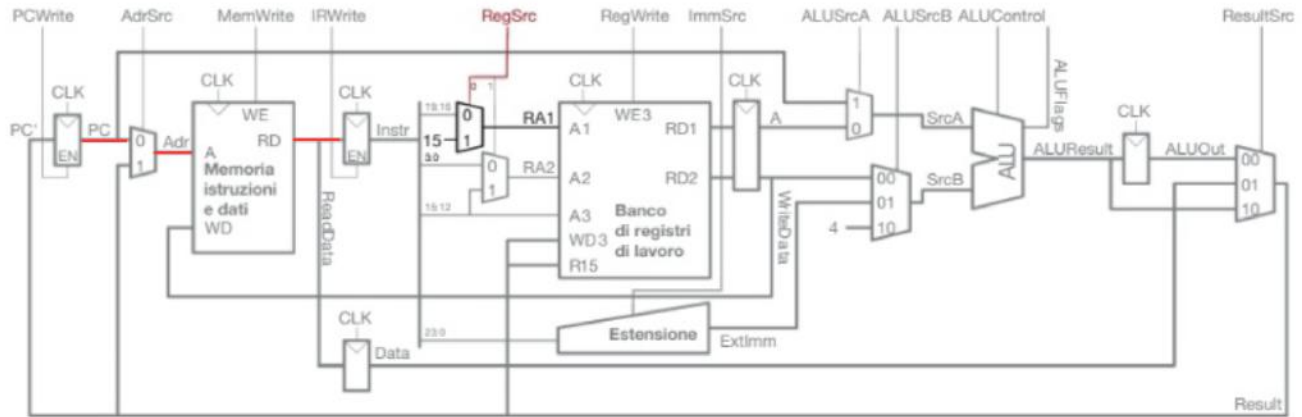 PCWrite AdrSrc MemWrite IRWrite RegSrc RegWrite ImmSrc ALUSrcA ALUSrcB ALUControl ResultSrc
CLK CLK CLK 0 1 CLK CLK ALUFlags CLK
PC' PC EN
0 1 Adr
WE A RD
Memoria
istruzioni
e dati
WD
EN Instr
ReadData
19:16 0 RA1
15 1
3:0 0 RA2
1
15:12
WE3
A1 RD1 A
A2 RD2
A3 Banco
WD3 di registri
R15 di lavoro
WriteData
1 0 SrcA
00 01 10 SrcB
4
ALU ALUResult ALUOut
00 01 10
23:0 Estensione ExtImm
CLK
Data
Result